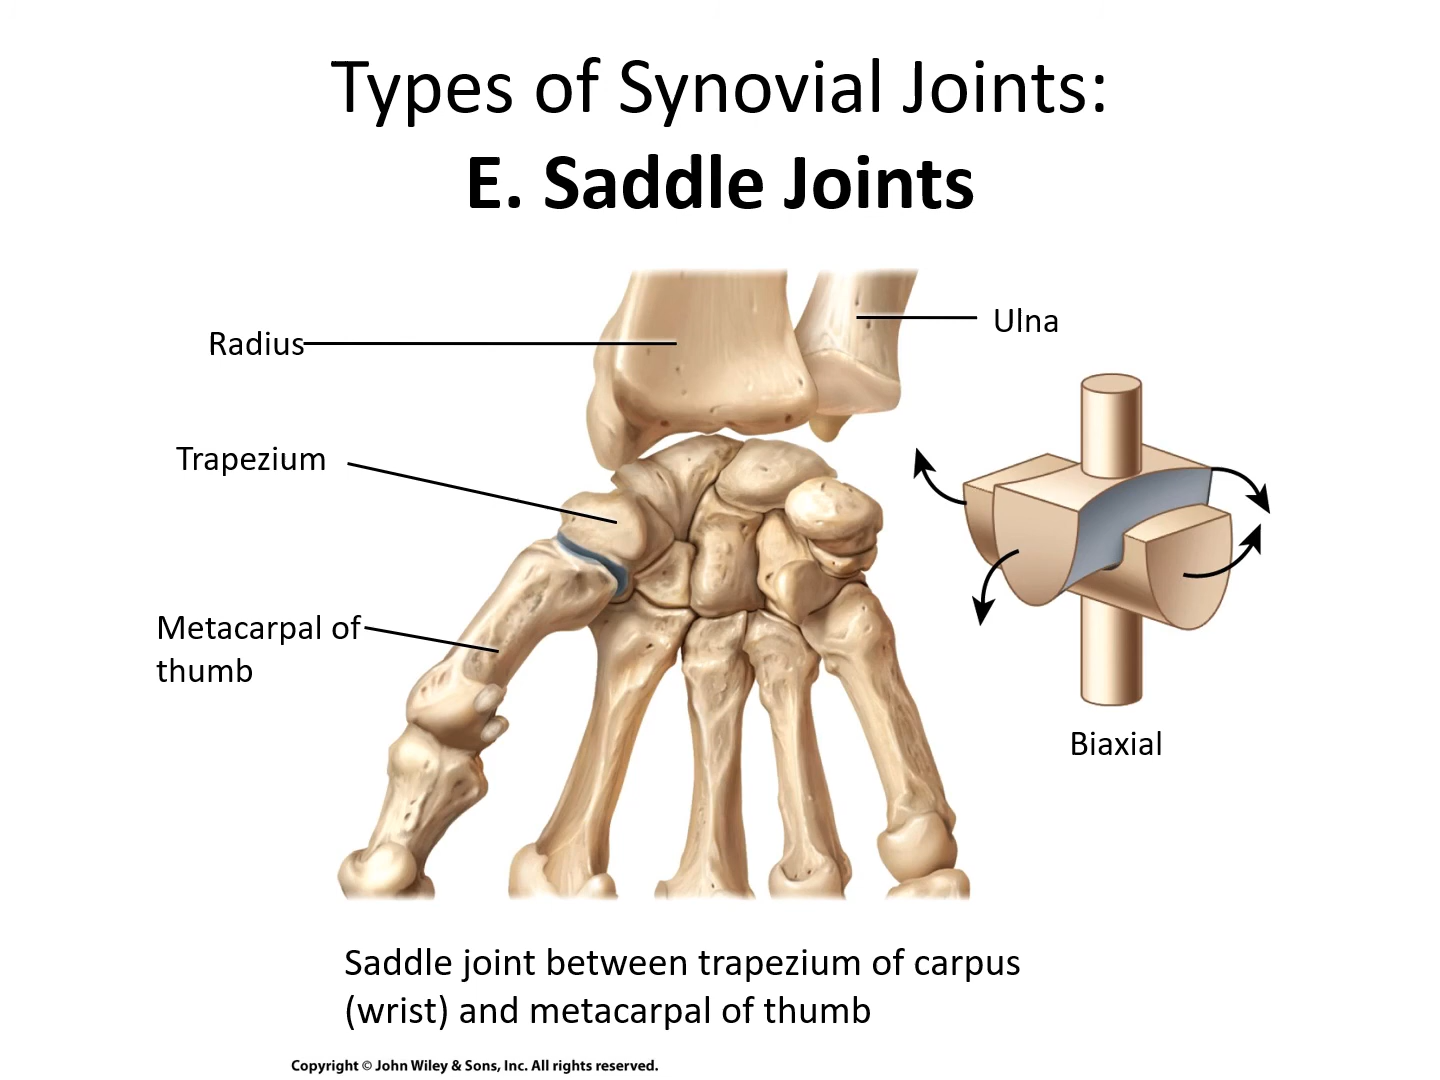 Types of Synovial Joints:
E. Saddle Joints
Radius
Ulna
Trapezium
Metacarpal of
thumb
Biaxial
Saddle joint between trapezium of carpus
(wrist) and metacarpal of thumb
Copyright © John Wiley & Sons, Inc. All rights reserved.